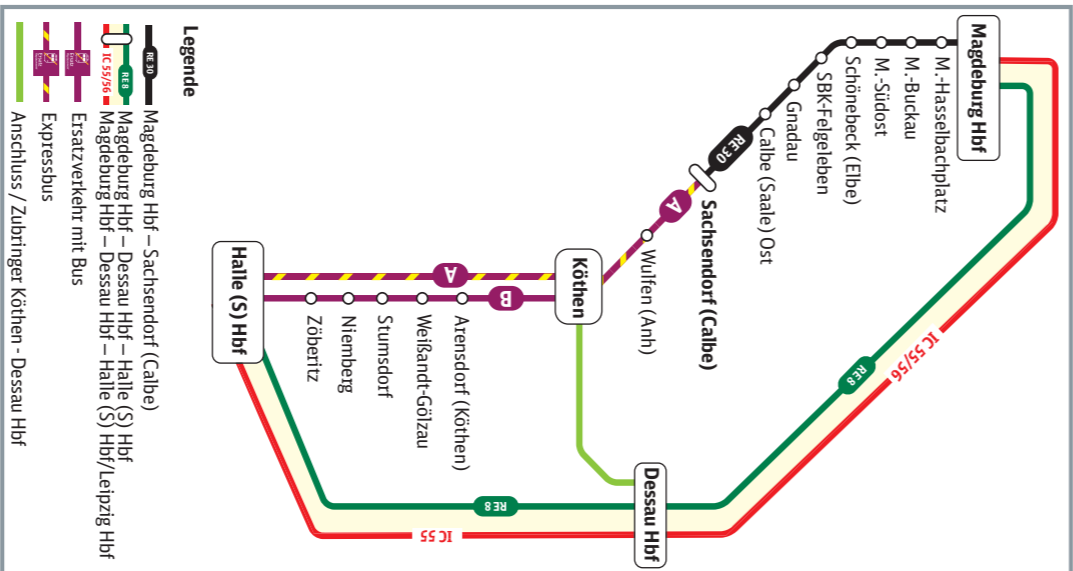 Magdeburg Hbf
M.-Hasselbachplatz
M.-Buckau
M.-Südost
Schönebeck (Elbe)
SBK-Felgeleben
Gnadau
Calbe (Saale) Ost
RE 30
Sachsendorf (Calbe)
A
Wulfen (Anh)
Köthen
A
B
Arensdorf (Köthen)
Weißandt-Gölzau
Stumsdorf
Niemberg
Zöberitz
Halle (S) Hbf
IC 55/56
RE 8
Dessau Hbf
RE 8
IC 55
Legende
RE 30 Magdeburg Hbf – Sachsendorf (Calbe)
RE 8 Magdeburg Hbf – Dessau Hbf – Halle (S) Hbf
IC 55/56 Magdeburg Hbf – Dessau Hbf – Halle (S) Hbf/Leipzig Hbf
Ersatzverkehr mit Bus
Expressbus
Anschluss / Zubringer Köthen - Dessau Hbf